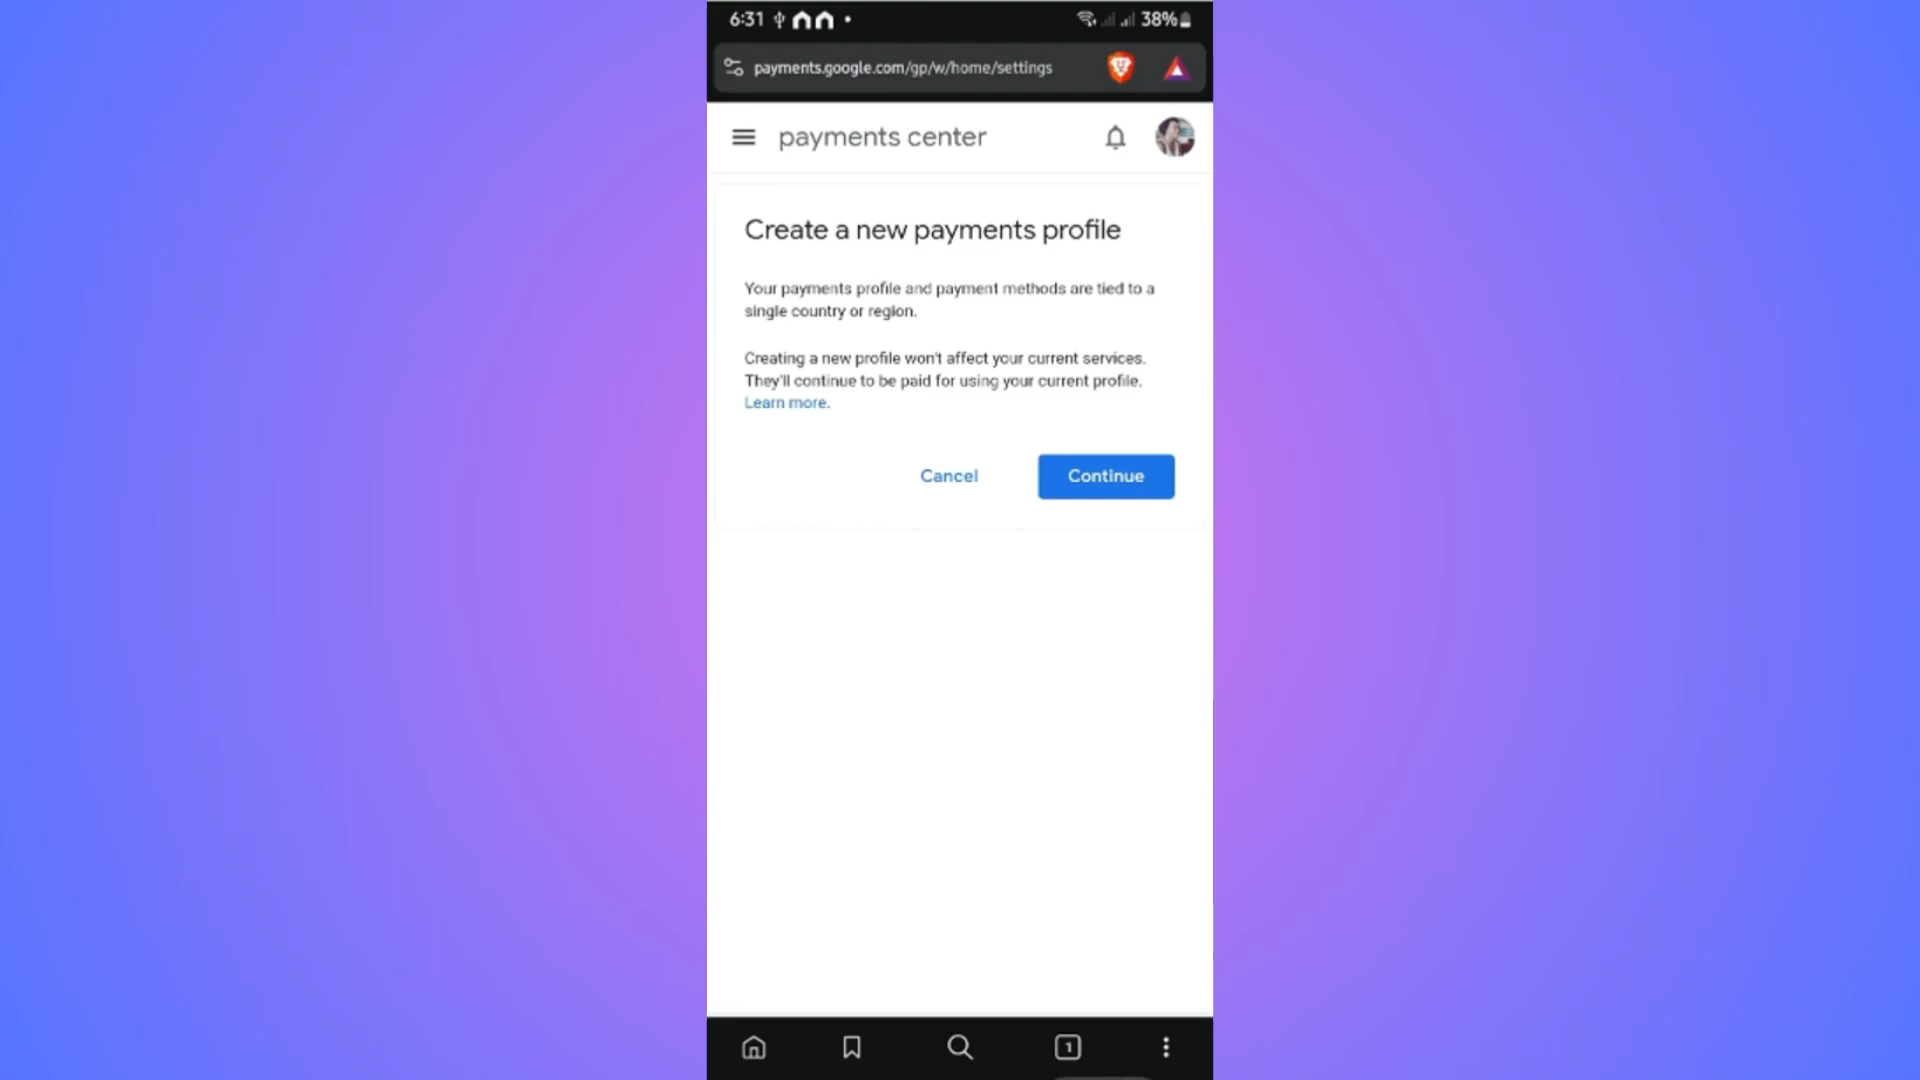 6:31
38%
payments.google.com/gp/w/home/settings
payments center
Create a new payments profile
Your payments profile and payment methods are tied to a
single country or region.
Creating a new profile won't affect your current services.
They'll continue to be paid for using your current profile.
Learn more.
Cancel
Continue
1